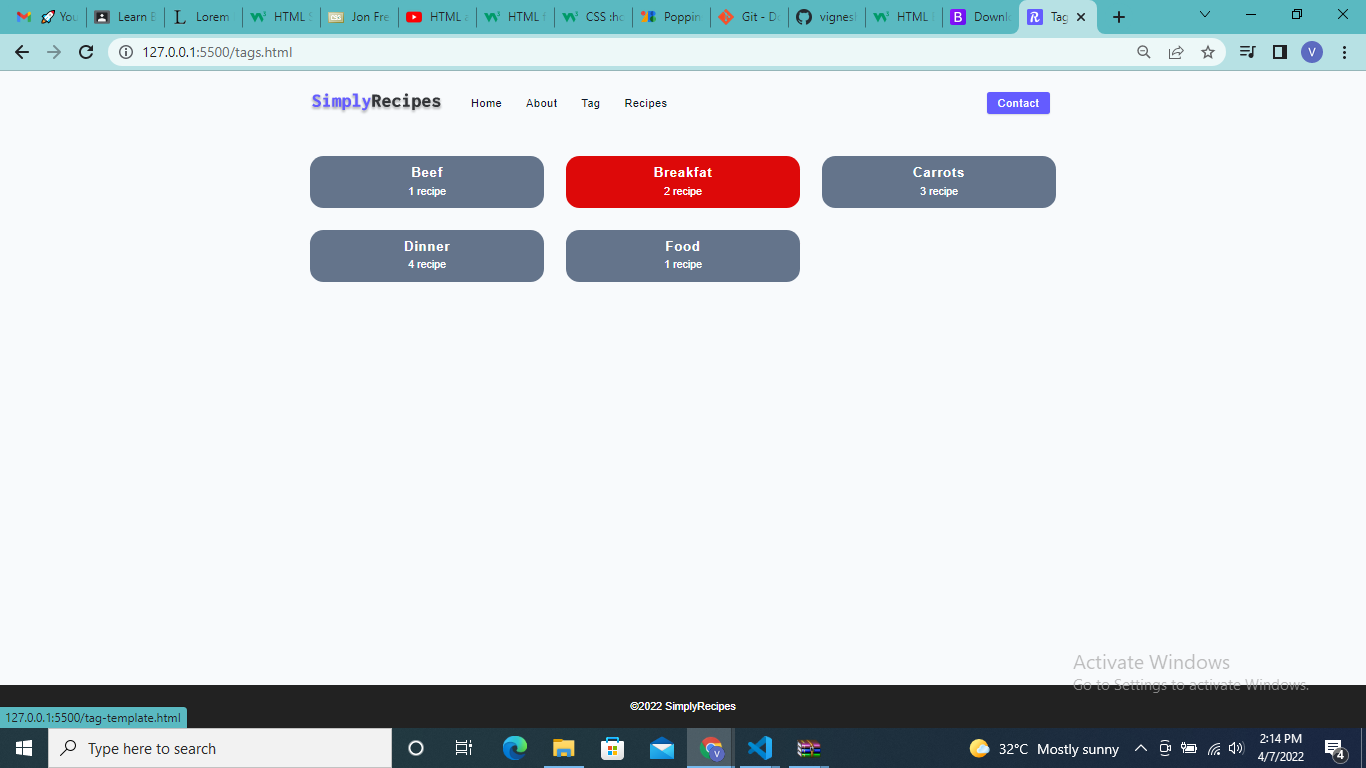 You
Learn
Lorem
HTML
Jon Fre
HTML
HTML
CSS :ho
Poppin
Git - D
vignes
HTML
Downl
Tag
127.0.0.1:5500/tags.html
V
SimplyRecipes Home About Tag Recipes Contact
Beef
1 recipe
Breakfat
2 recipe
Carrots
3 recipe
Dinner
4 recipe
Food
1 recipe
Activate Windows
Go to Settings to activate Windows.
©2022 SimplyRecipes
127.0.0.1:5500/tag-template.html
Type here to search
32°C Mostly sunny
2:14 PM
4/7/2022
4